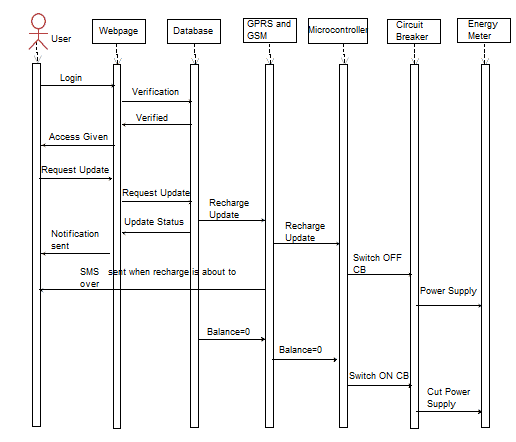 User
Webpage
Database
GPRS and
GSM
Microcontroller
Circuit
Breaker
Energy
Meter
Login
Verification
Verified
Access Given
Request Update
Request Update
Recharge
Update
Update Status
Recharge
Update
Notification
sent
Switch OFF
CB
SMS sent when recharge is about to
over
Power Supply
Balance=0
Balance=0
Switch ON CB
Cut Power
Supply